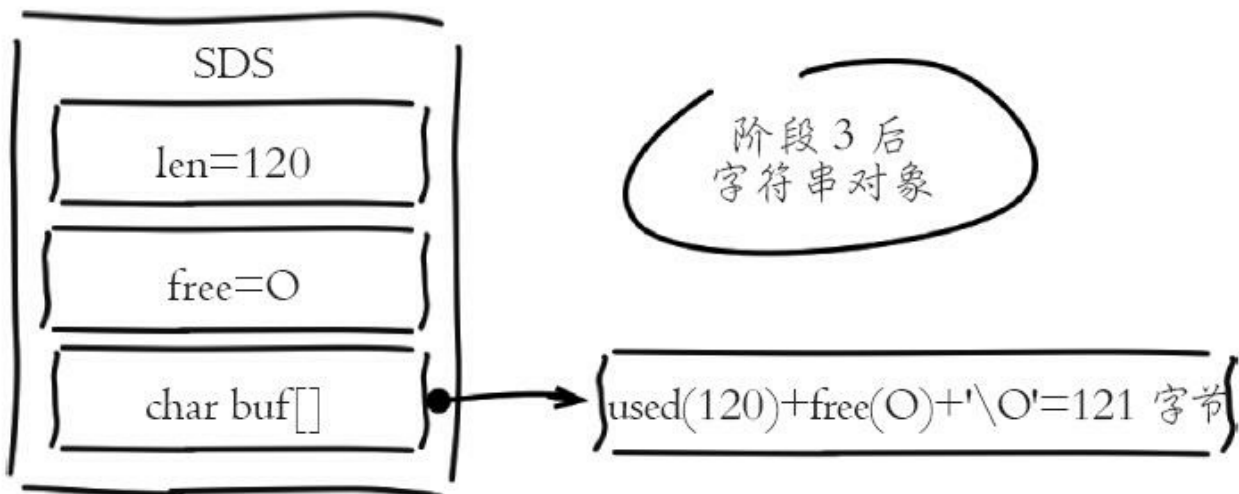 SDS
len=120
free=O
char buf[]
阶段 3 后
字符串对象
used(120)+free(O)+'\O'=121 字节